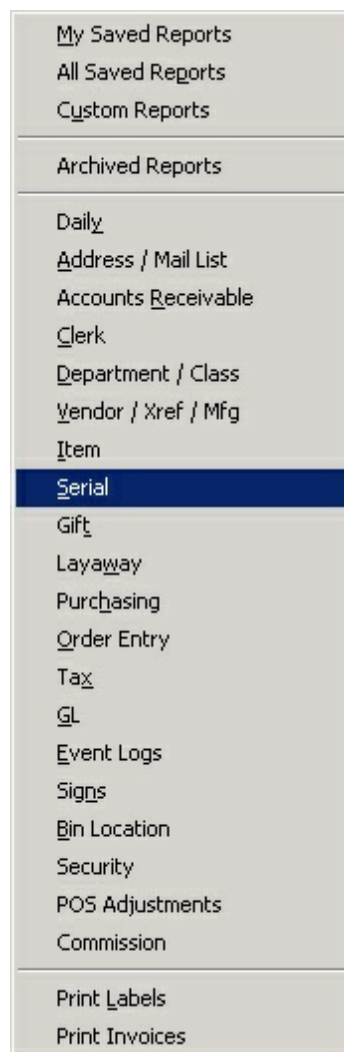 My Saved Reports
All Saved Reports
Custom Reports
Archived Reports
Daily
Address / Mail List
Accounts Receivable
Clerk
Department / Class
Vendor / Xref / Mfg
Item
Serial
Gift
Layaway
Purchasing
Order Entry
Tax
GL
Event Logs
Signs
Bin Location
Security
POS Adjustments
Commission
Print Labels
Print Invoices